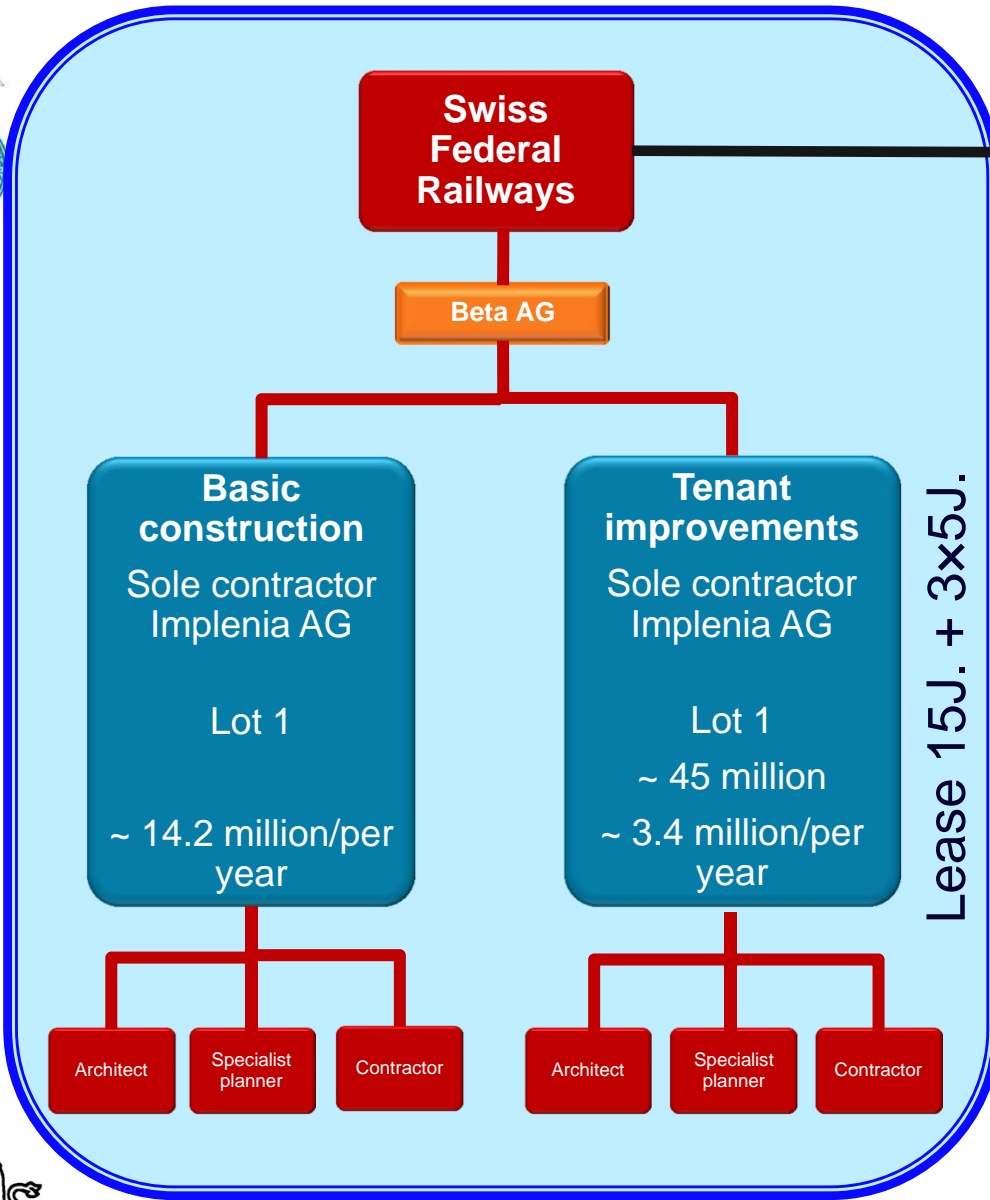 Swiss
Federal
Railways
Beta AG
Basic
construction
Sole contractor
Implenia AG
Lot 1
~ 14.2 million/per
year
Tenant
improvements
Sole contractor
Implenia AG
Lot 1
~ 45 million
~ 3.4 million/per
year
Lease 15J. + 3×5J.
Architect
Specialist
planner
Contractor
Architect
Specialist
planner
Contractor